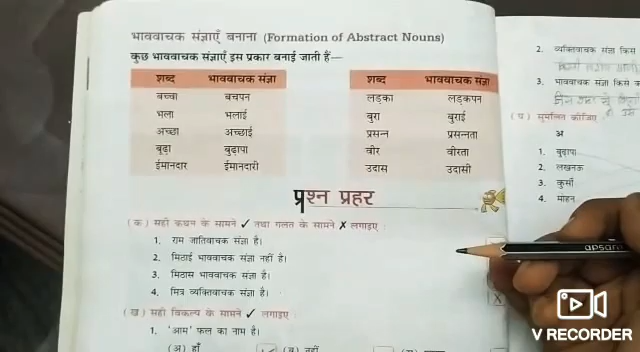 भाववाचक संज्ञाएँ बनाना (Formation of Abstract Nouns)
कुछ भाववाचक संज्ञाएँ इस प्रकार बनाई जाती हैं—
शब्द भाववाचक संज्ञा
बच्चा बचपन
भला भलाई
अच्छा अच्छाई
बूढ़ा बुढ़ापा
ईमानदार ईमानदारी
शब्द भाववाचक संज्ञा
लड़का लड़कपन
बुरा बुराई
प्रसन्न प्रसन्नता
वीर वीरता
उदास उदासी
प्रश्न प्रहर
(क) सही कथन के सामने ✓ तथा गलत के सामने ✗ लगाइए :
1. राम जातिवाचक संज्ञा है।
2. मिठाई भाववाचक संज्ञा नहीं है।
3. मिठास भाववाचक संज्ञा है।
4. मित्र व्यक्तिवाचक संज्ञा है।
(ख) सही विकल्प के सामने ✓ लगाइए :
1. 'आम' फल का नाम है।
(अ) हाँ (ब) नहीं
2. व्यक्तिवाचक संज्ञा किसे
3. भाववाचक संज्ञा किसे
(घ) सुमेलित कीजिए
अ
1. बुढ़ापा
2. लखनऊ
3. कुर्सी
4. मोहन
apsara
V RECORDER